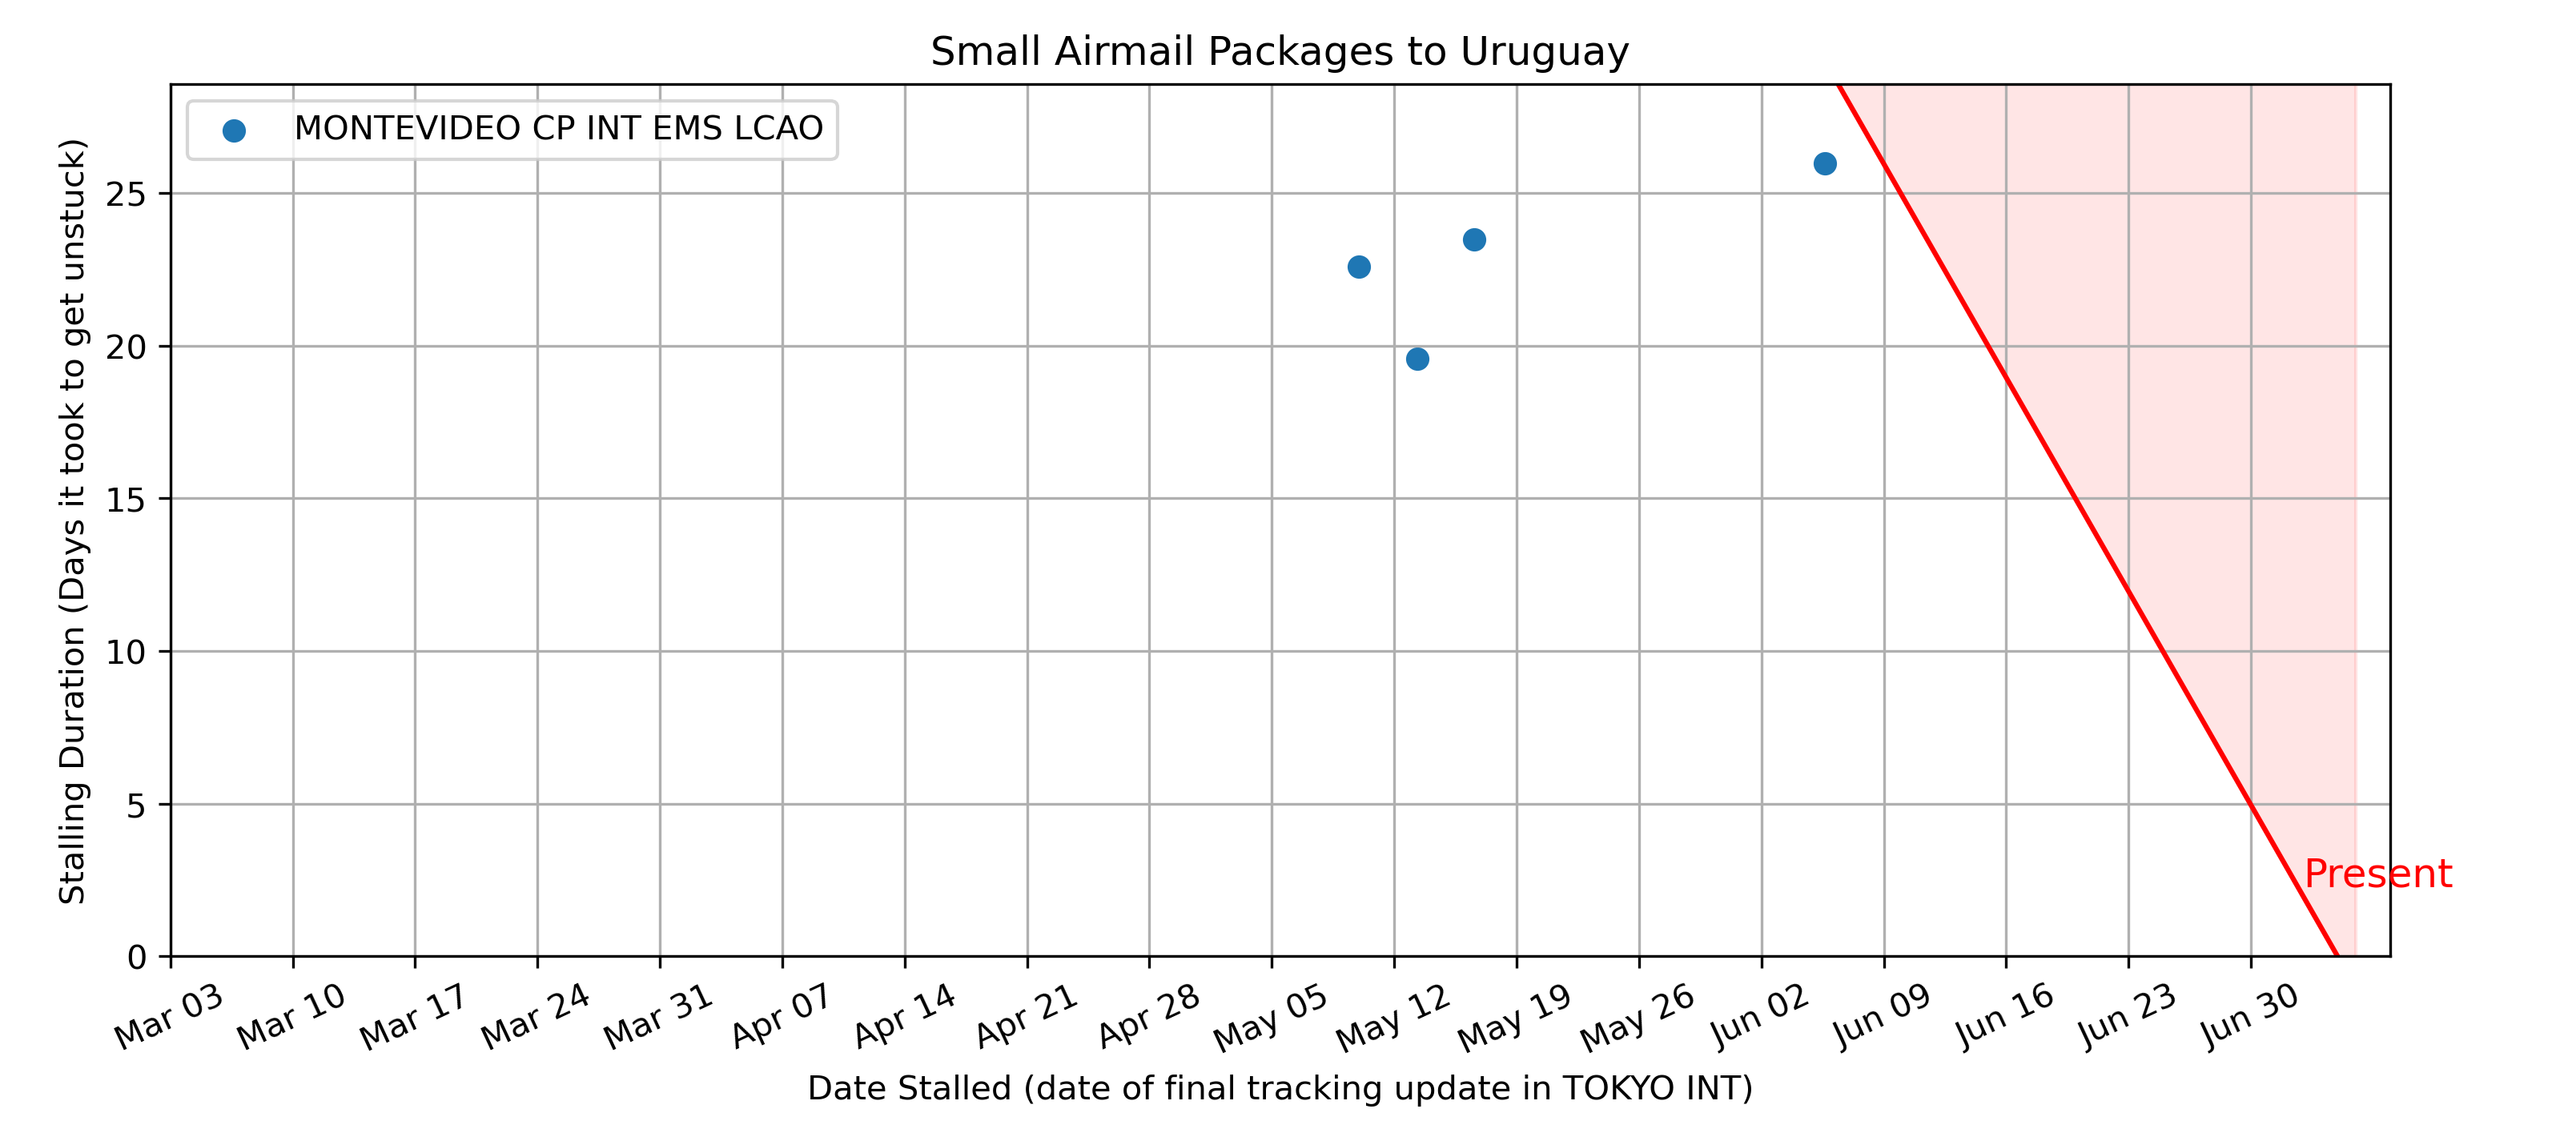 Small Airmail Packages to Uruguay
MONTEVIDEO CP INT EMS LCAO
Stalling Duration (Days it took to get unstuck)
25
20
15
10
5
0
Present
Mar 03 Mar 10 Mar 17 Mar 24 Mar 31 Apr 07 Apr 14 Apr 21 Apr 28 May 05 May 12 May 19 May 26 Jun 02 Jun 09 Jun 16 Jun 23 Jun 30
Date Stalled (date of final tracking update in TOKYO INT)